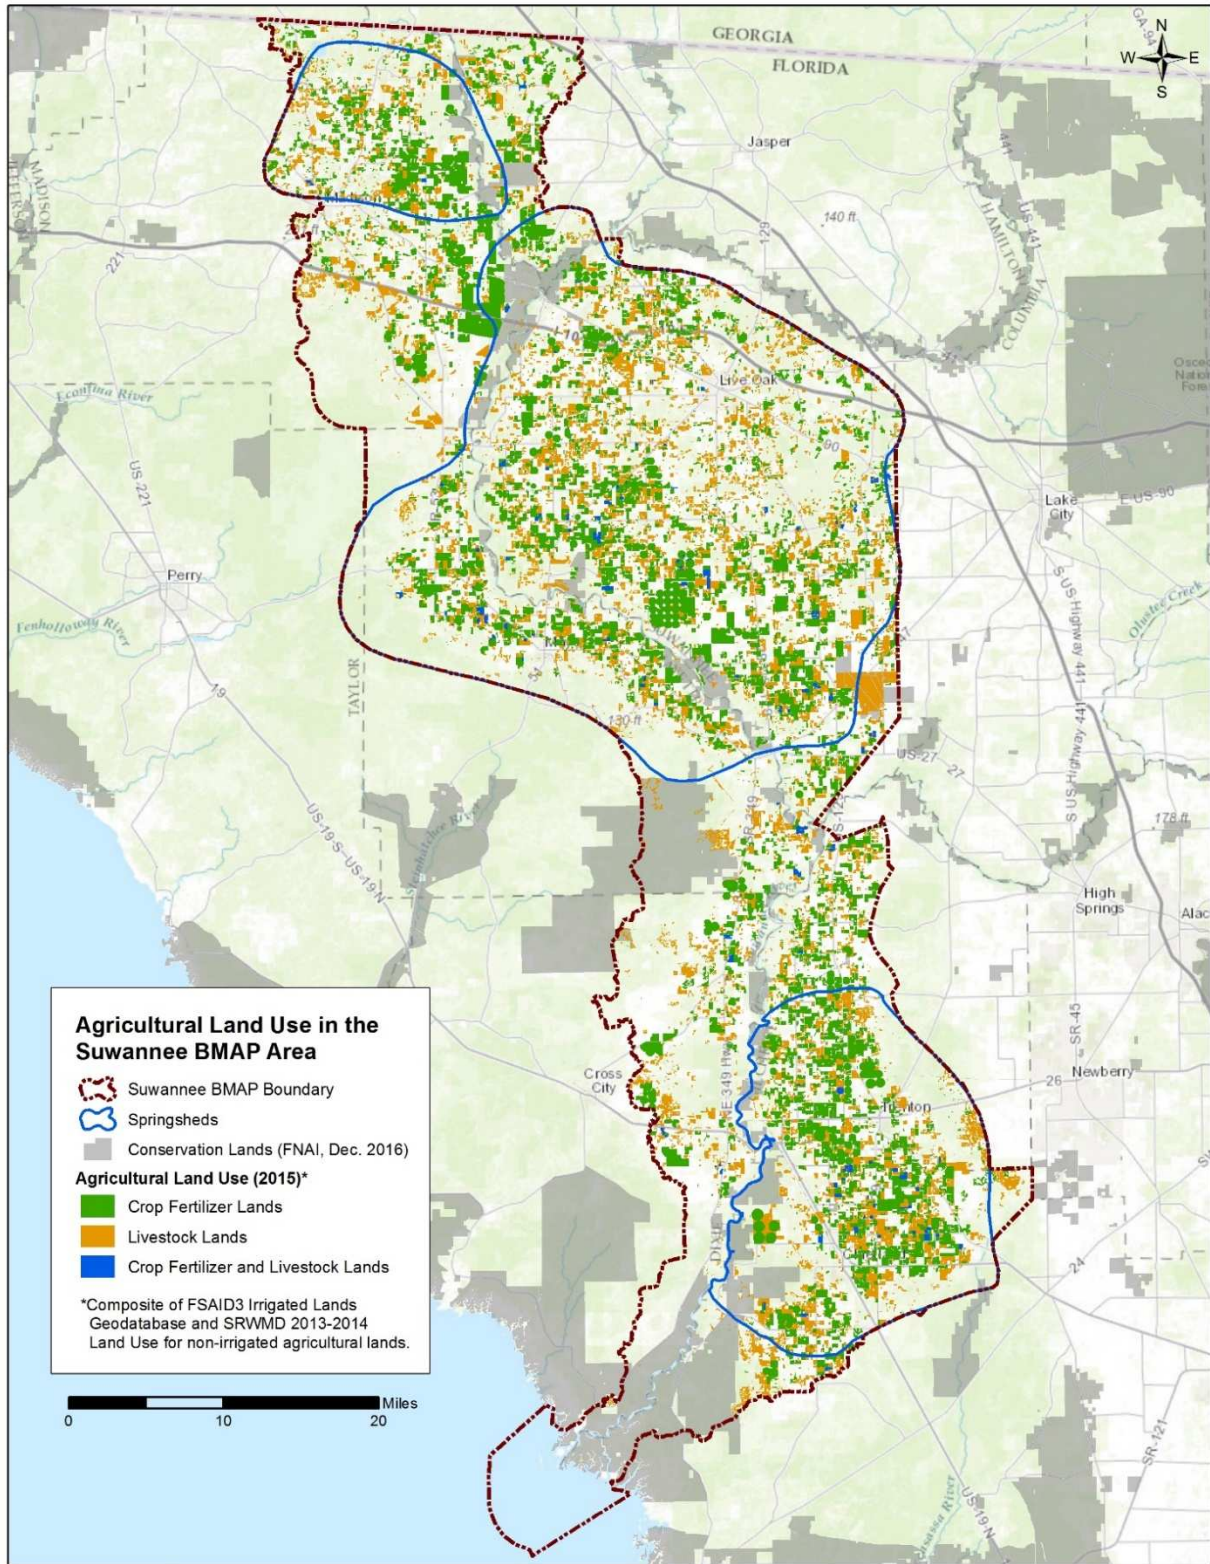 GEORGIA
FLORIDA
GA-94
N
W
E
S
Jasper
MADISON
JEFFERSON
441
US-441
HAMILTON
COLUMBIA
140 ft
129
221
10
Live Oak
90
Econfina River
US-221
Lake
City
E US-90
Perry
Fenholloway River
19
TAYLOR
130 ft
S US Highway 441
441
Olustee Creek
US-27
27
US-19 S
US-19 N
Steinhatchee River
178 ft
High
Springs
SR-45
Newberry
26
Cross
City
Trenton
NE 349 Hwy
DIXIE
24
SR-121
US-19 N
Agricultural Land Use in the
Suwannee BMAP Area
Suwannee BMAP Boundary
Springsheds
Conservation Lands (FNAI, Dec. 2016)
Agricultural Land Use (2015)*
Crop Fertilizer Lands
Livestock Lands
Crop Fertilizer and Livestock Lands
*Composite of FSAID3 Irrigated Lands
Geodatabase and SRWMD 2013-2014
Land Use for non-irrigated agricultural lands.
Miles
0
10
20